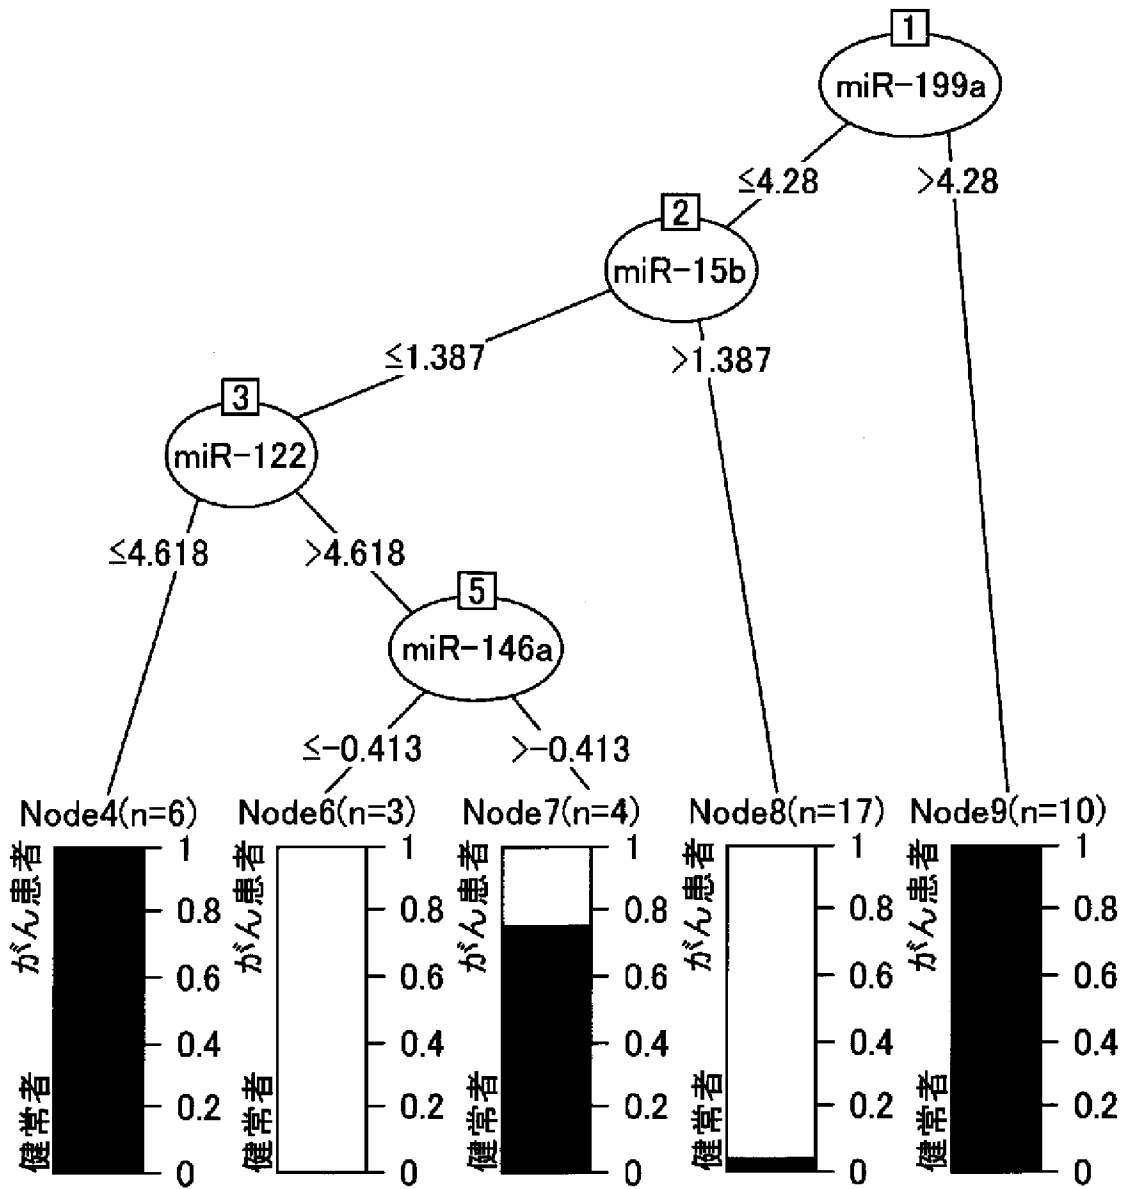 1
miR-199a
≤4.28
>4.28
2
miR-15b
≤1.387
>1.387
3
miR-122
≤4.618
>4.618
5
miR-146a
≤-0.413
>-0.413
Node4(n=6)
がん患者
健常者
1
0.8
0.6
0.4
0.2
0
Node6(n=3)
がん患者
健常者
1
0.8
0.6
0.4
0.2
0
Node7(n=4)
がん患者
健常者
1
0.8
0.6
0.4
0.2
0
Node8(n=17)
がん患者
健常者
1
0.8
0.6
0.4
0.2
0
Node9(n=10)
がん患者
健常者
1
0.8
0.6
0.4
0.2
0